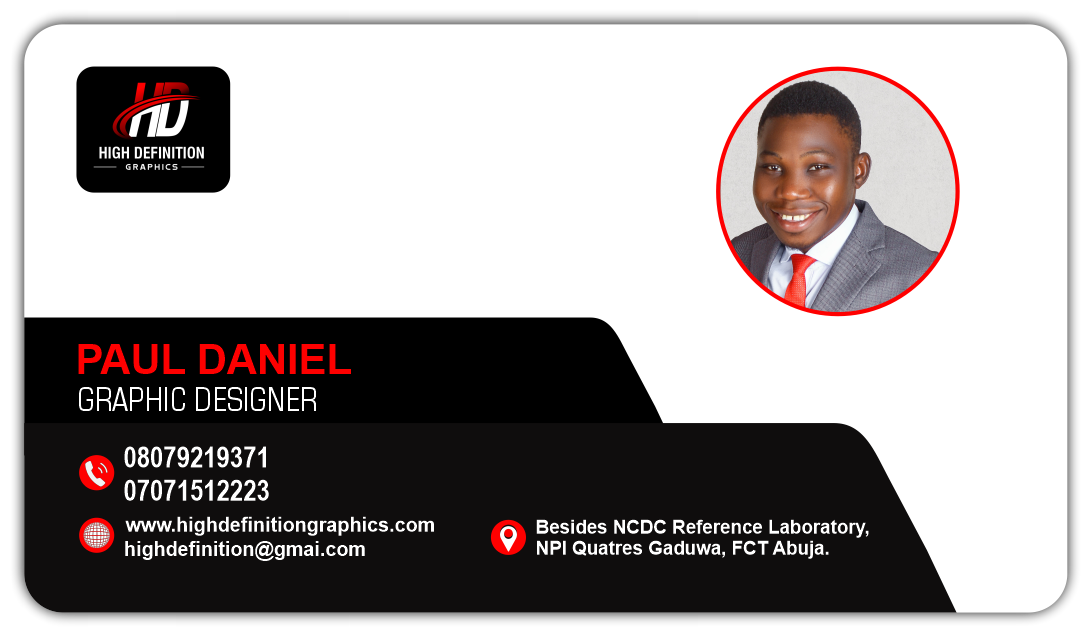 HD
HIGH DEFINITION
GRAPHICS
PAUL DANIEL
GRAPHIC DESIGNER
08079219371
07071512223
www.highdefinitiongraphics.com
highdefinition@gmai.com
Besides NCDC Reference Laboratory,
NPI Quatres Gaduwa, FCT Abuja.